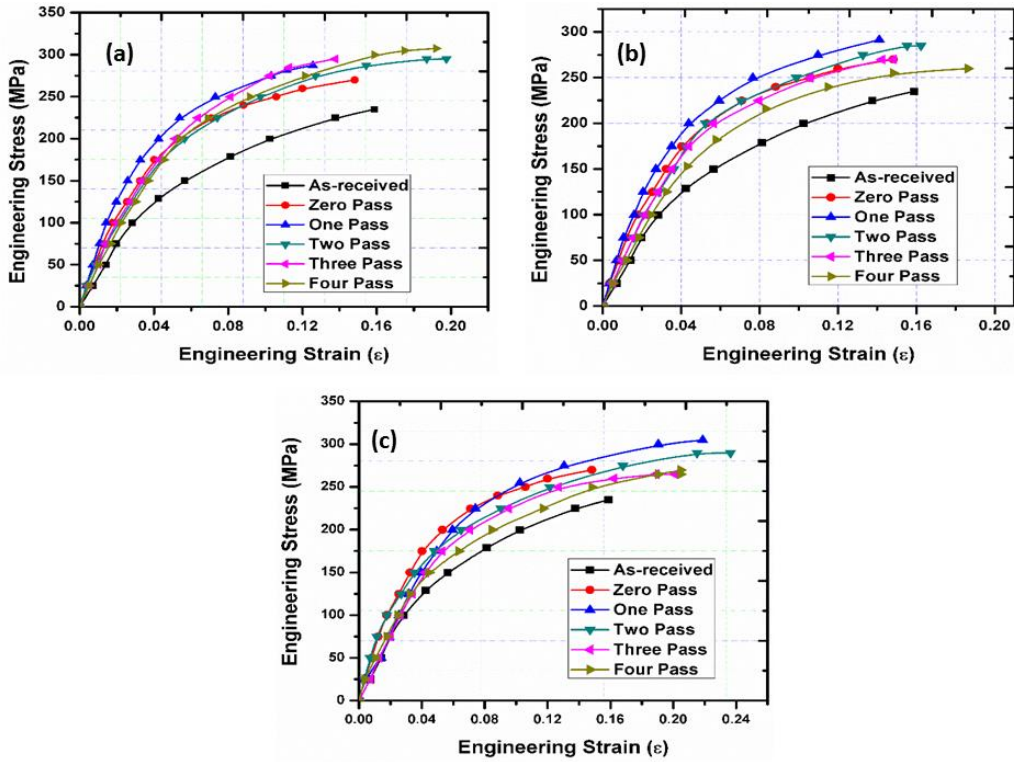 (a)
Engineering Stress (MPa)
350
300
250
200
150
100
50
0
As-received
Zero Pass
One Pass
Two Pass
Three Pass
Four Pass
0.00 0.04 0.08 0.12 0.16 0.20
Engineering Strain (ε)
(b)
Engineering Stress (MPa)
300
250
200
150
100
50
0
As-received
Zero Pass
One Pass
Two Pass
Three Pass
Four Pass
0.00 0.04 0.08 0.12 0.16 0.20
Engineering Strain (ε)
(c)
Engineering Stress (MPa)
350
300
250
200
150
100
50
0
As-received
Zero Pass
One Pass
Two Pass
Three Pass
Four Pass
0.00 0.04 0.08 0.12 0.16 0.20 0.24
Engineering Strain (ε)